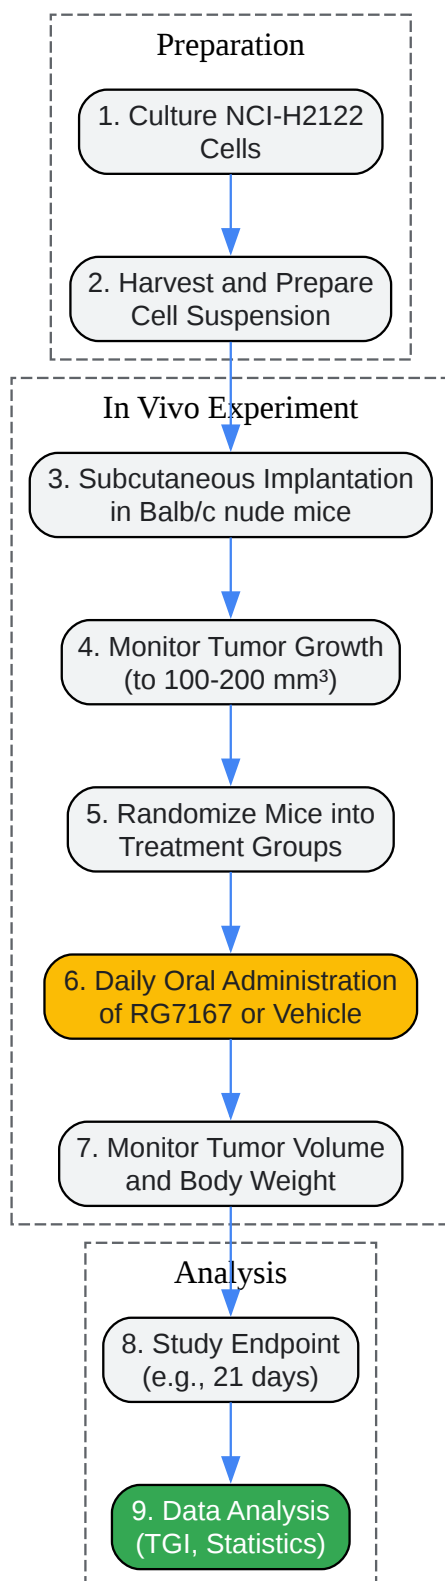 Preparation
1. Culture NCI-H2122
Cells
2. Harvest and Prepare
Cell Suspension
In Vivo Experiment
3. Subcutaneous Implantation
in Balb/c nude mice
4. Monitor Tumor Growth
(to 100-200 mm³)
5. Randomize Mice into
Treatment Groups
6. Daily Oral Administration
of RG7167 or Vehicle
7. Monitor Tumor Volume
and Body Weight
Analysis
8. Study Endpoint
(e.g., 21 days)
9. Data Analysis
(TGI, Statistics)